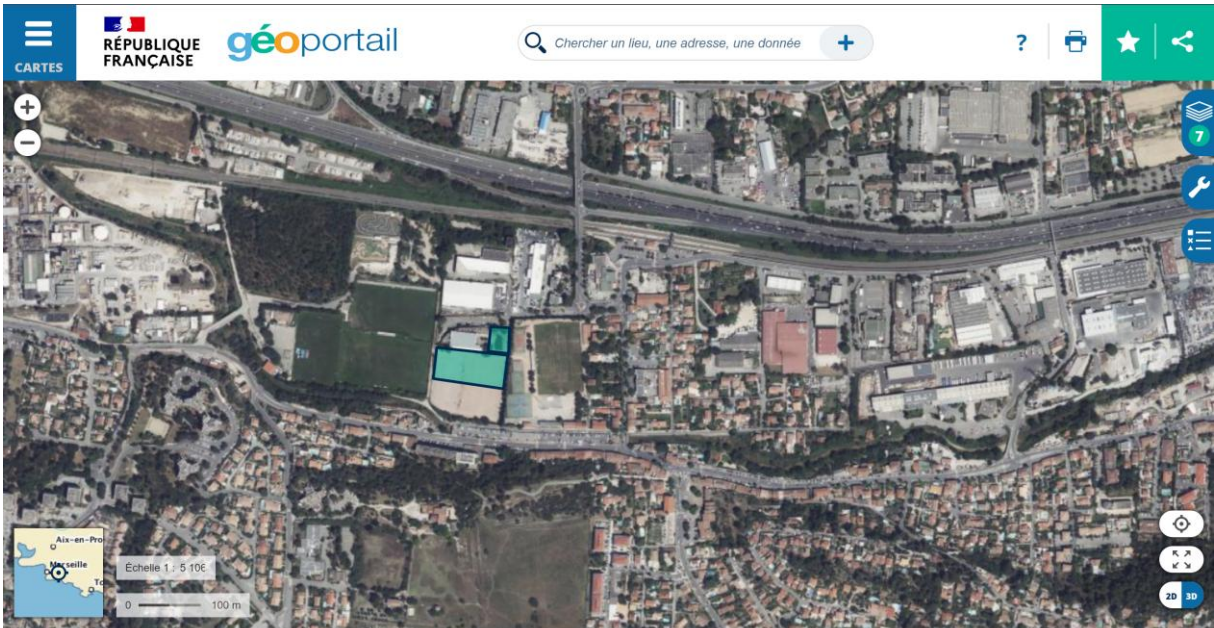 CARTES
RÉPUBLIQUE
FRANÇAISE
géoportail
Chercher un lieu, une adresse, une donnée
+
?
+
−
7
Aix-en-Pro
Marseille
To
Échelle 1 : 5 106
0
100 m
2D 3D